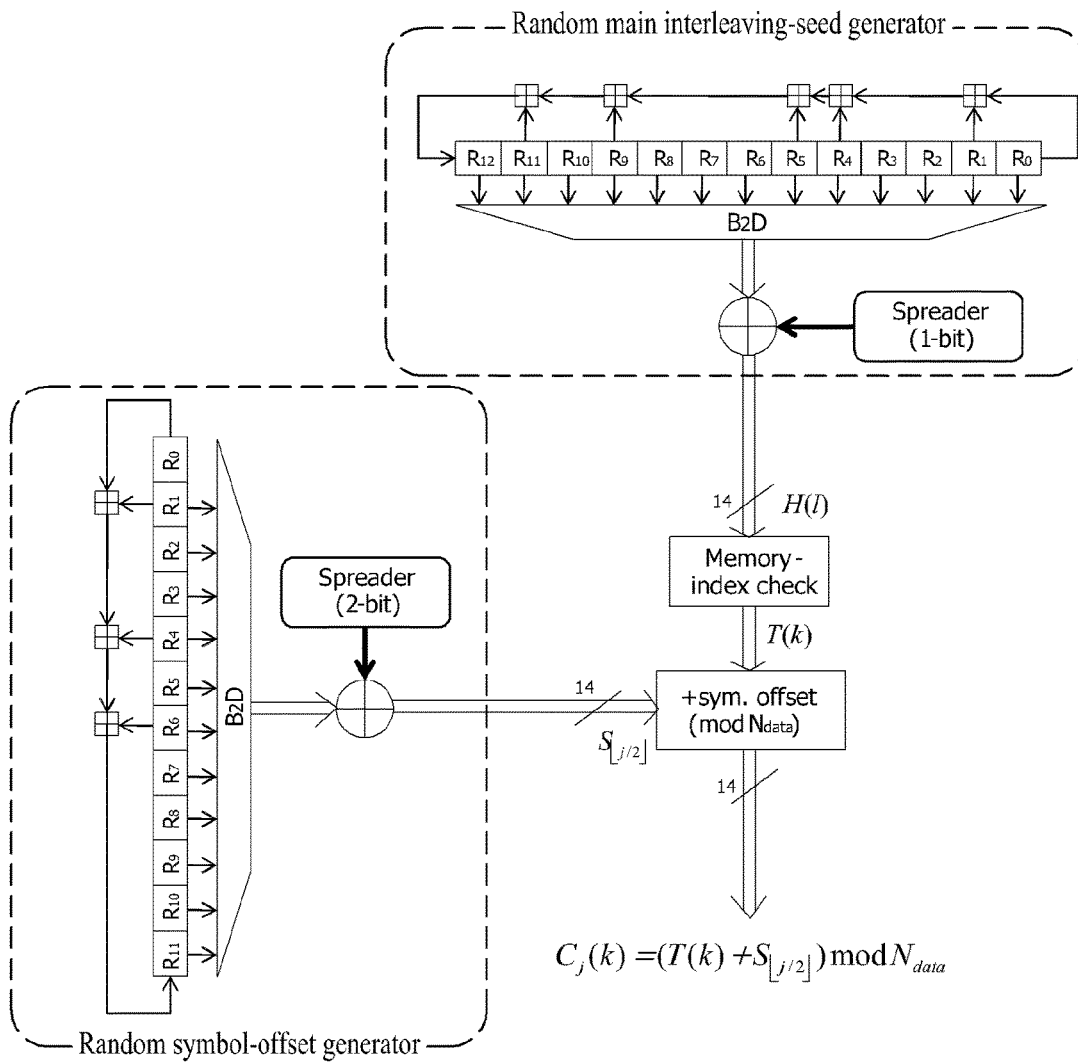 Random main interleaving-seed generator
R12 R11 R10 R9 R8 R7 R6 R5 R4 R3 R2 R1 R0
B2D
Spreader
(1-bit)
14
H(l)
Memory-
index check
T(k)
R0
R1
R2
R3
R4
R5
R6
R7
R8
R9
R10
R11
B2D
Spreader
(2-bit)
14
S⌊j/2⌋
+sym. offset
(mod Ndata)
14
Cj(k) =(T(k) +S⌊j/2⌋) mod Ndata
Random symbol-offset generator